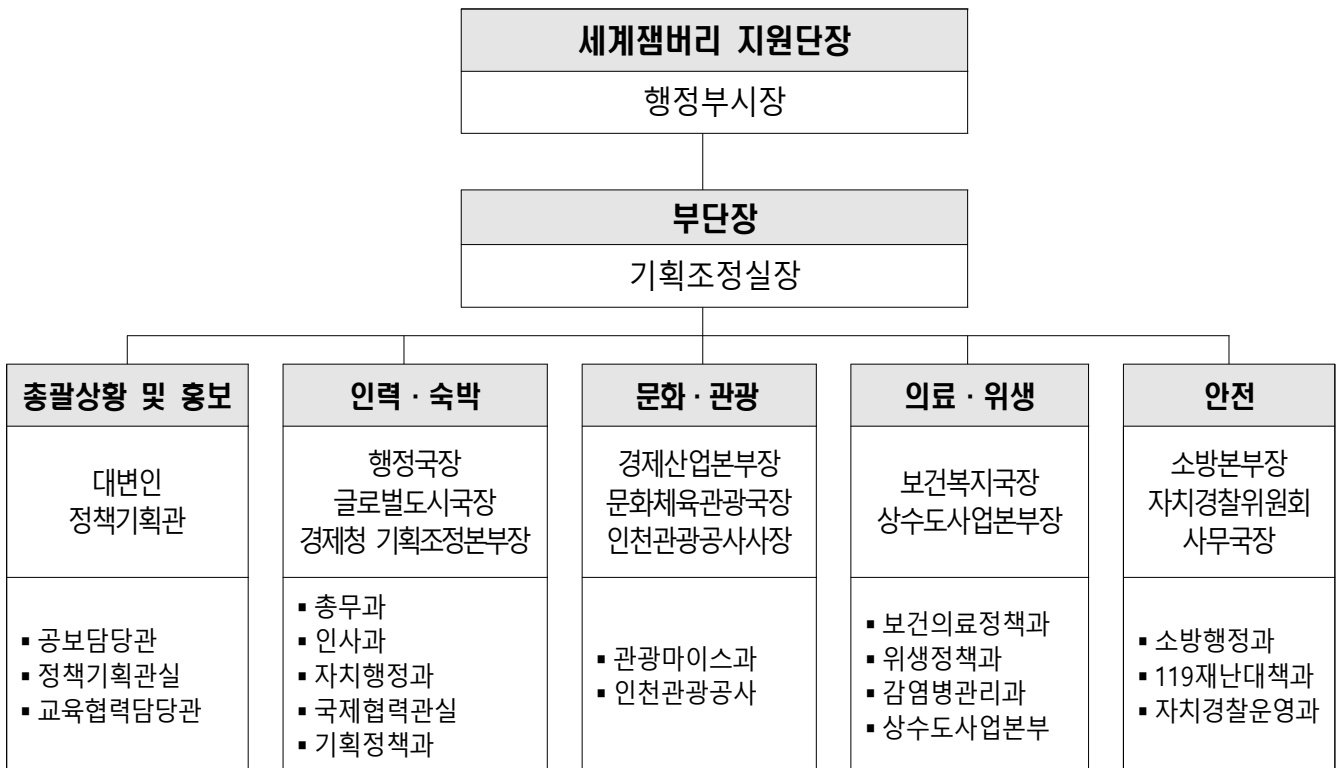 세계잼버리 지원단장
행정부시장
부단장
기획조정실장
총괄상황 및 홍보
대변인
정책기획관
▪ 공보담당관
▪ 정책기획관실
▪ 교육협력담당관
인력 · 숙박
행정국장
글로벌도시국장
경제청 기획조정본부장
▪ 총무과
▪ 인사과
▪ 자치행정과
▪ 국제협력관실
▪ 기획정책과
문화 · 관광
경제산업본부장
문화체육관광국장
인천관광공사사장
▪ 관광마이스과
▪ 인천관광공사
의료 · 위생
보건복지국장
상수도사업본부장
▪ 보건의료정책과
▪ 위생정책과
▪ 감염병관리과
▪ 상수도사업본부
안전
소방본부장
자치경찰위원회
사무국장
▪ 소방행정과
▪ 119재난대책과
▪ 자치경찰운영과